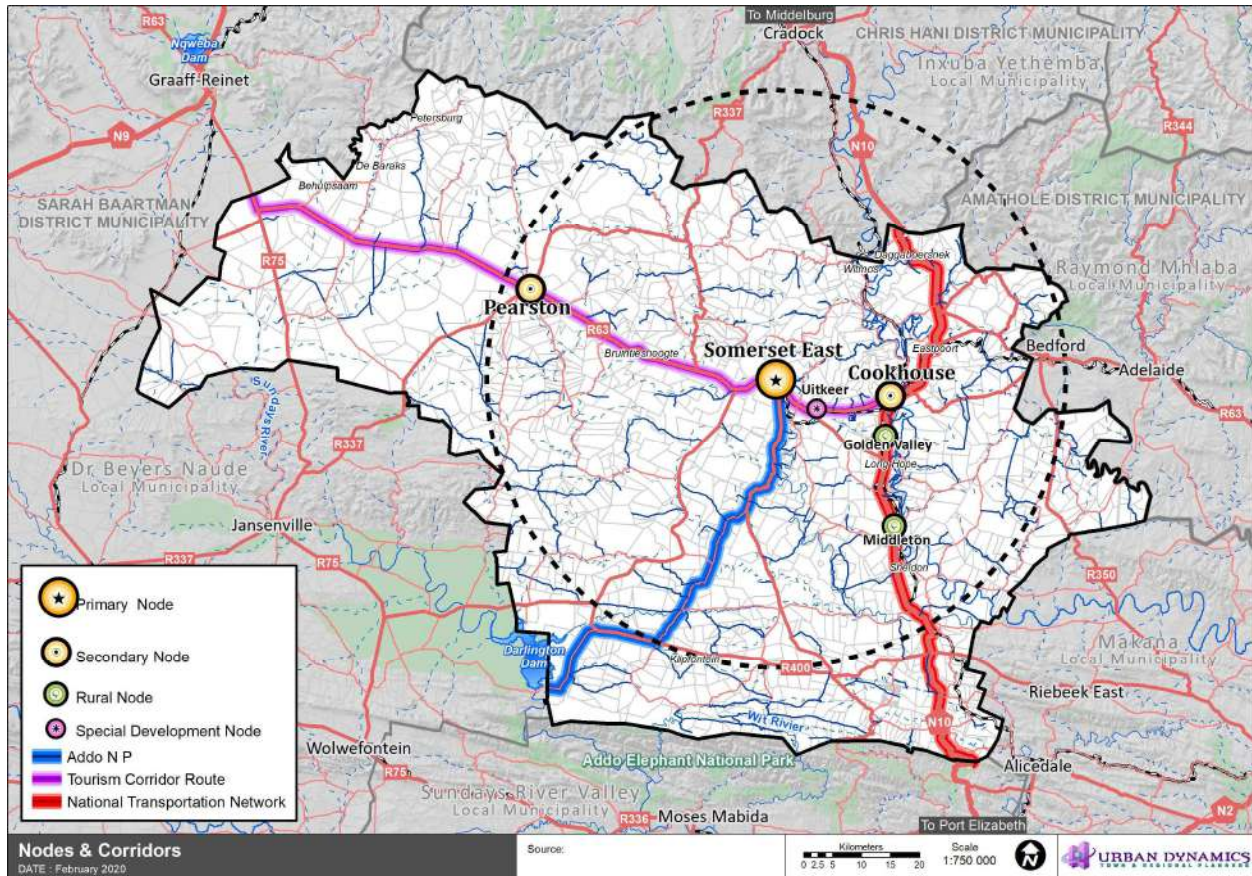 To Middelburg
Cradock
CHRIS HANI DISTRICT MUNICIPALITY
Inxuba Yethemba
Local Municipality
R63
Nqweba
Dam
Graaff-Reinet
N9
R337
N10
R344
Petersburg
De Baraks
Behulpsaam
SARAH BAARTMAN
DISTRICT MUNICIPALITY
AMATHOLE DISTRICT MUNICIPALITY
R75
Daggaboersnek
Witmos
Raymond Mhlaba
Local Municipality
Pearston
R63
Bruintjieshoogte
Somerset East
Eastpoort
Bedford
Cookhouse
Adelaide
Uitkeer
R63
Sundays
River
R337
Golden Valley
Long Hope
Dr Beyers Naude
Local Municipality
Jansenville
Middleton
Sheldon
R337
R75
R350
Makana
Local Municipality
Darlington
Dam
Klipfontein
R400
Riebeek East
Wit Rivier
N10
Wolwefontein
R75
Addo Elephant National Park
Alicedale
Sundays River Valley
Local Municipality
R336
Moses Mabida
N2
To Port Elizabeth
Primary Node
Secondary Node
Rural Node
Special Development Node
Addo N P
Tourism Corridor Route
National Transportation Network
Nodes & Corridors
DATE : February 2020
Source:
Kilometers
0 2.5 5 10 15 20
Scale
1:750 000
N
URBAN DYNAMICS
TOWN & REGIONAL PLANNERS